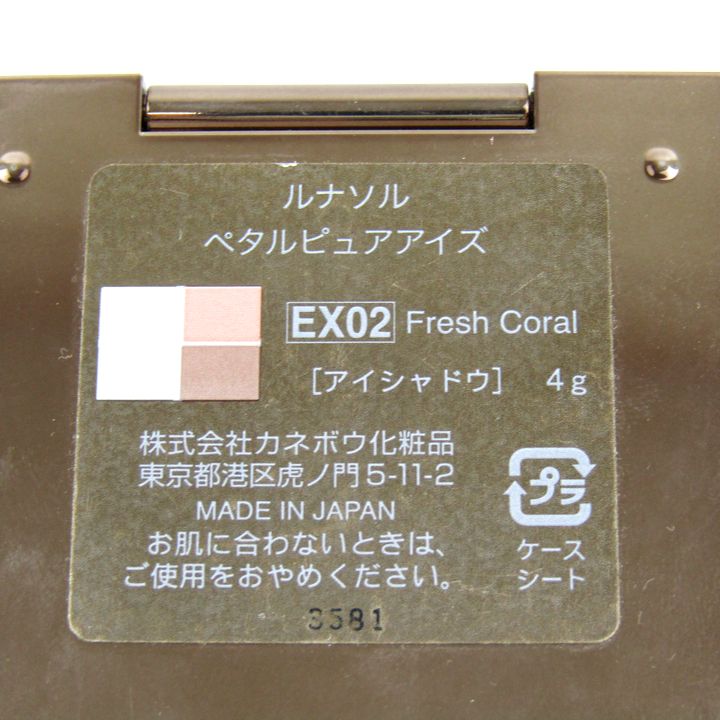 ルナソル
ペタルピュアアイズ
EX02 Fresh Coral
[アイシャドウ] 4g
株式会社カネボウ化粧品
東京都港区虎ノ門5-11-2
MADE IN JAPAN
お肌に合わないときは、
ご使用をおやめください。
プラ
ケース
シート
3581